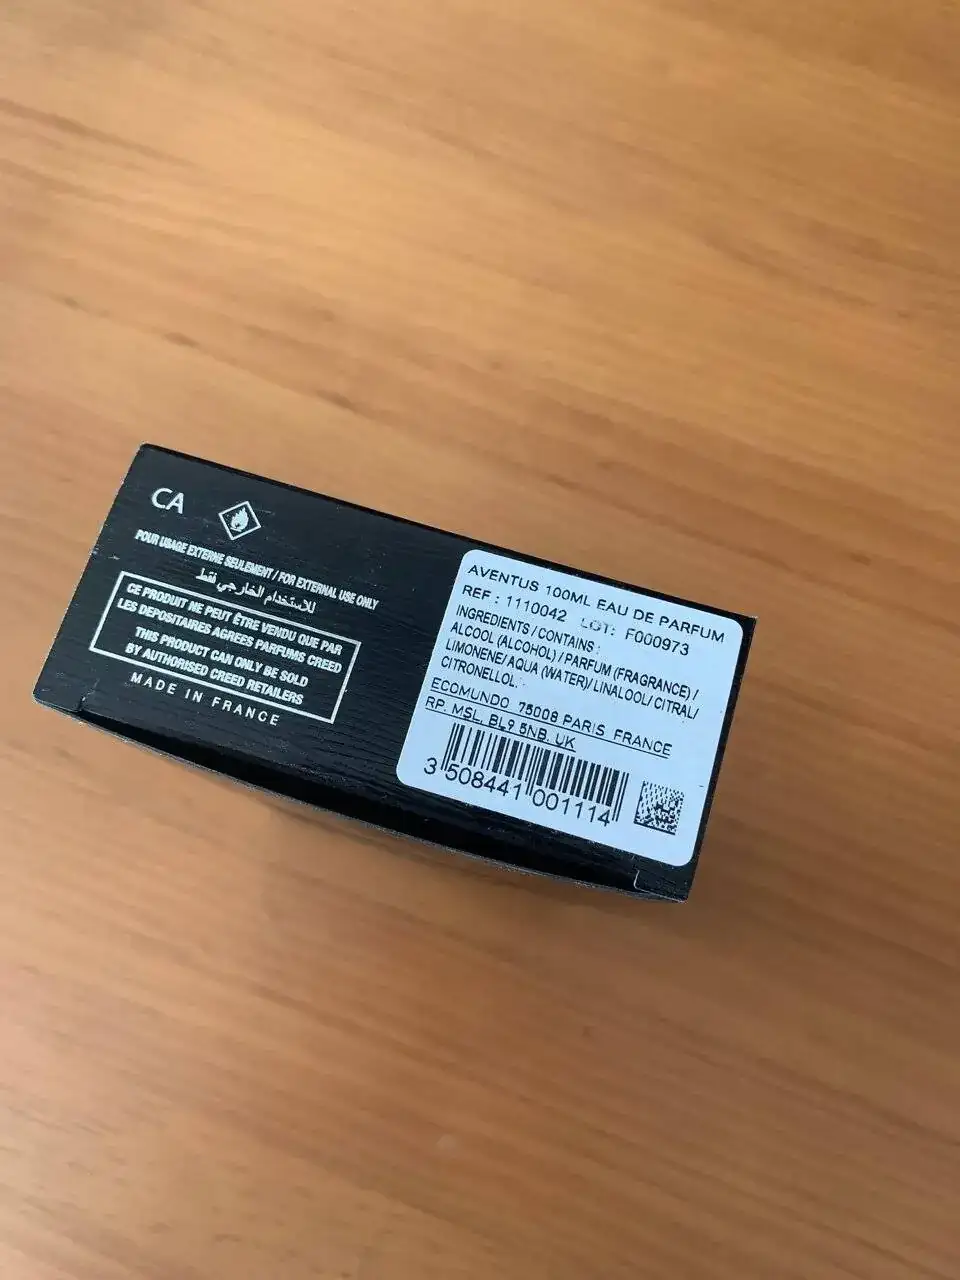 CA
POUR USAGE EXTERNE SEULEMENT / FOR EXTERNAL USE ONLY
للاستخدام الخارجي فقط
CE PRODUIT NE PEUT ÊTRE VENDU QUE PAR
LES DEPOSITAIRES AGREES PARFUMS CREED
THIS PRODUCT CAN ONLY BE SOLD
BY AUTHORISED CREED RETAILERS
MADE IN FRANCE
AVENTUS 100ML EAU DE PARFUM
REF : 1110042 LOT: F000973
INGREDIENTS / CONTAINS :
ALCOOL (ALCOHOL) / PARFUM (FRAGRANCE) /
LIMONENE/ AQUA (WATER)/ LINALOOL/ CITRAL/
CITRONELLOL.
ECOMUNDO 75008 PARIS FRANCE
RP. MSL, BL9 5NB, UK
3 508441 001114